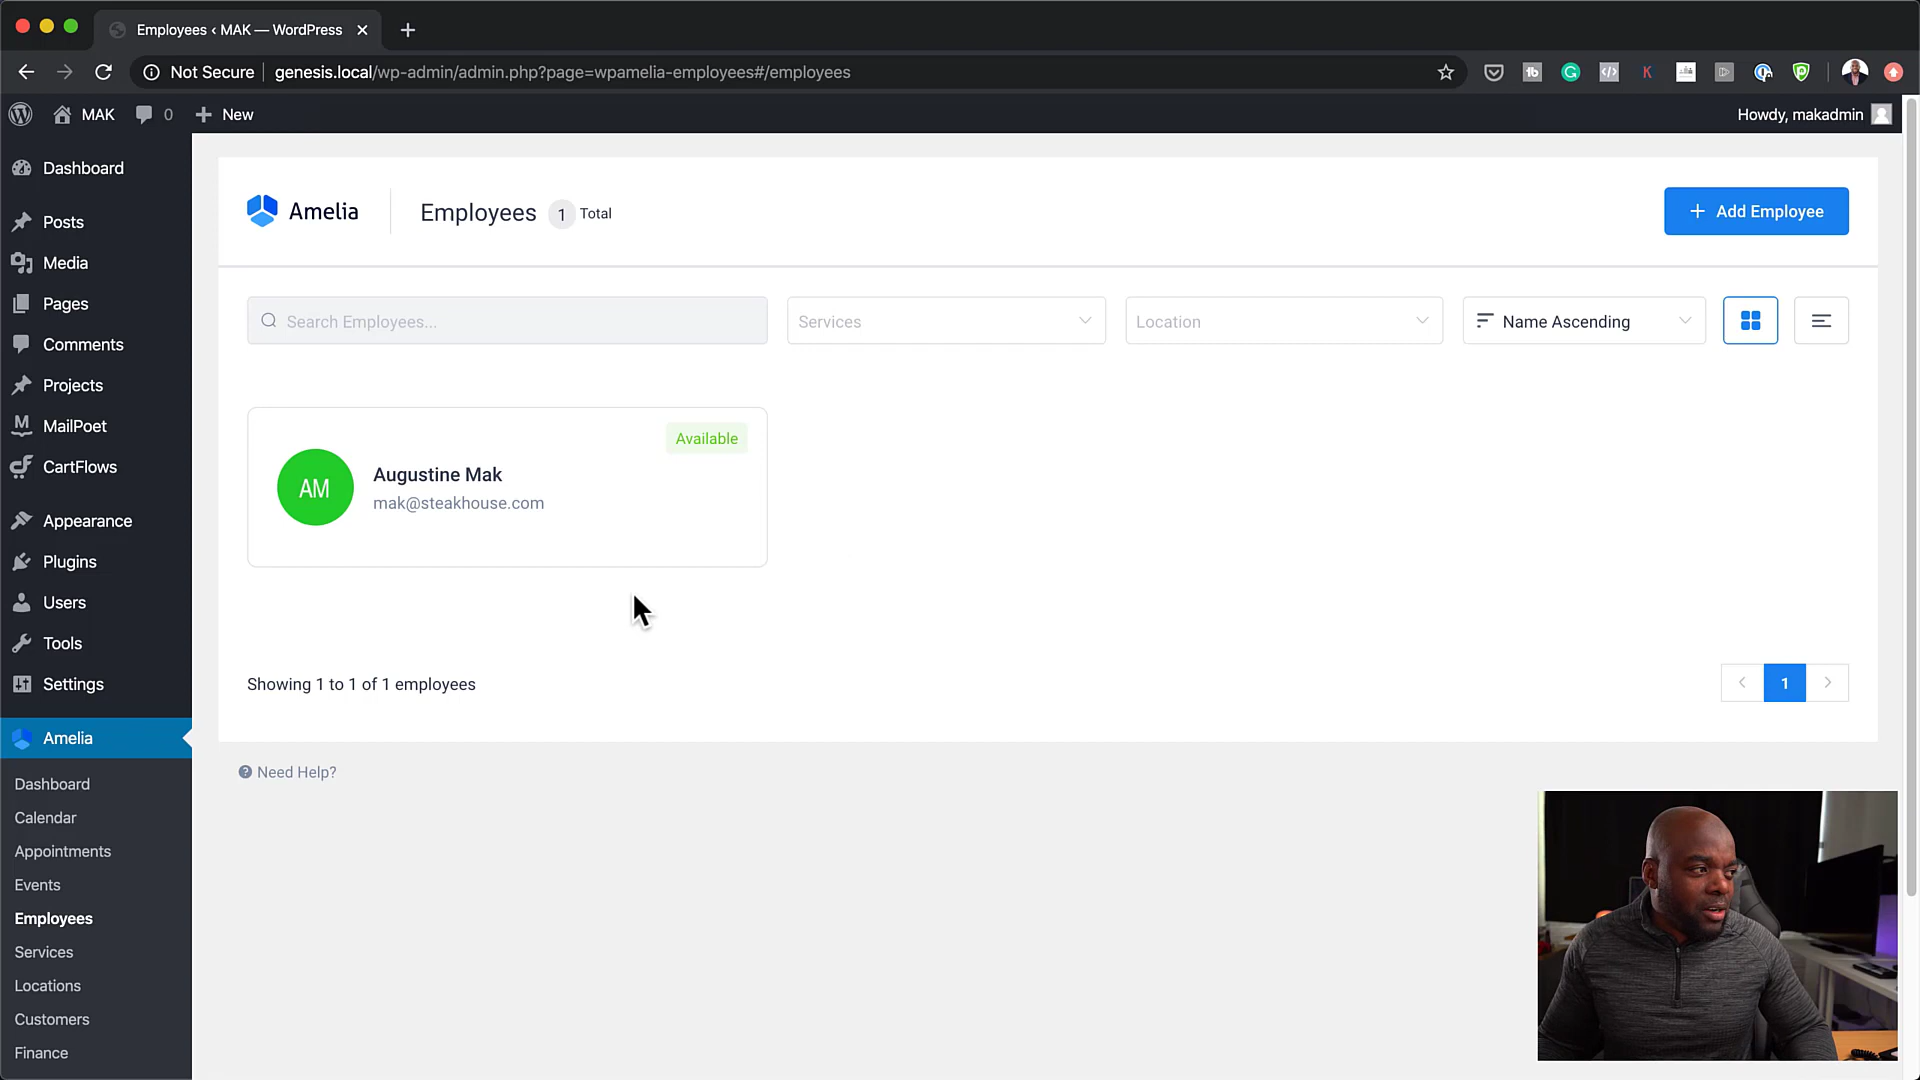 Employees ‹ MAK — WordPress
Not Secure
genesis.local/wp-admin/admin.php?page=wpamelia-employees#/employees
MAK
0
New
Howdy, makadmin
Dashboard
Posts
Media
Pages
Comments
Projects
MailPoet
CartFlows
Appearance
Plugins
Users
Tools
Settings
Amelia
Dashboard
Calendar
Appointments
Events
Employees
Services
Locations
Customers
Finance
Amelia
Employees 1 Total
+ Add Employee
Search Employees...
Services
Location
Name Ascending
Available
AM
Augustine Mak
mak@steakhouse.com
Showing 1 to 1 of 1 employees
1
Need Help?